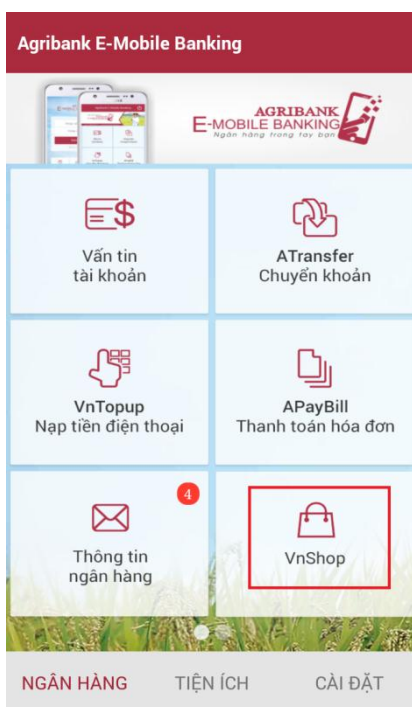 Agribank E-Mobile Banking
AGRIBANK
E-MOBILE BANKING
Ngân hàng trong tay bạn
Vấn tin
tài khoản
ATransfer
Chuyển khoản
VnTopup
Nạp tiền điện thoại
APayBill
Thanh toán hóa đơn
4
Thông tin
ngân hàng
VnShop
NGÂN HÀNG
TIỆN ÍCH
CÀI ĐẶT